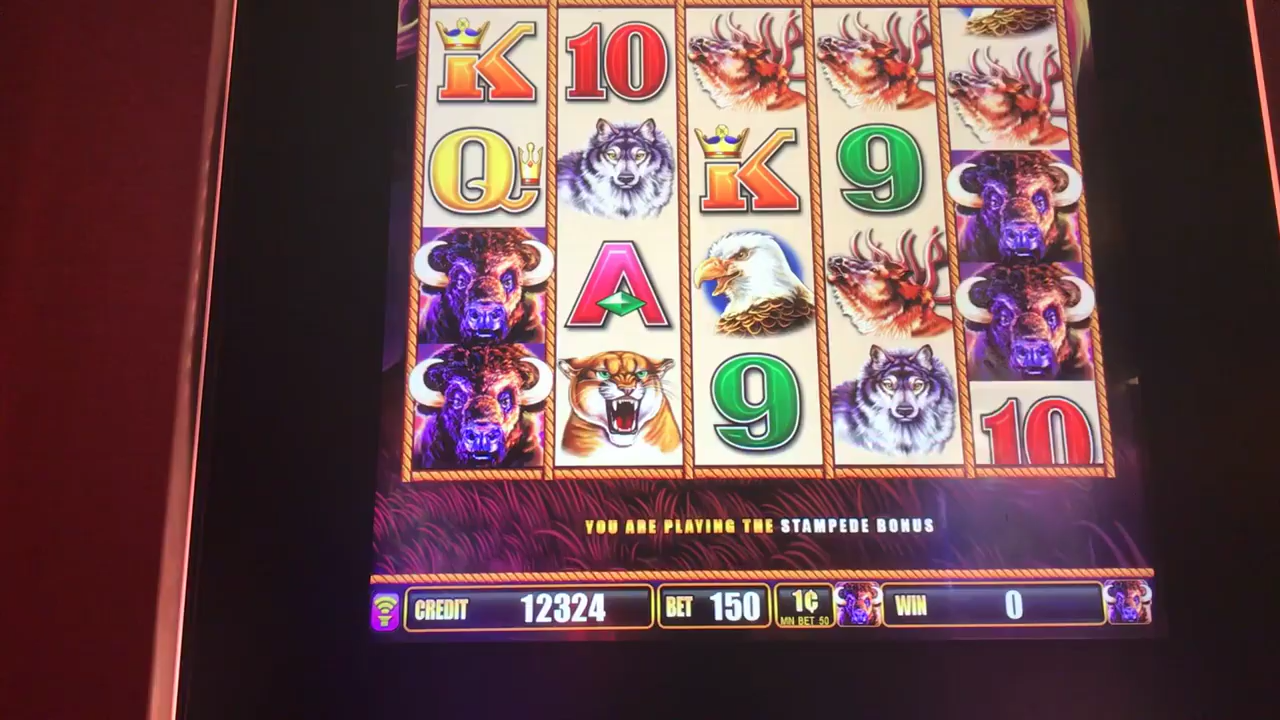 K 10
Q K 9
A
9
10
YOU ARE PLAYING THE STAMPEDE BONUS
CREDIT 12324 BET 150 1¢ WIN 0
MIN BET 50